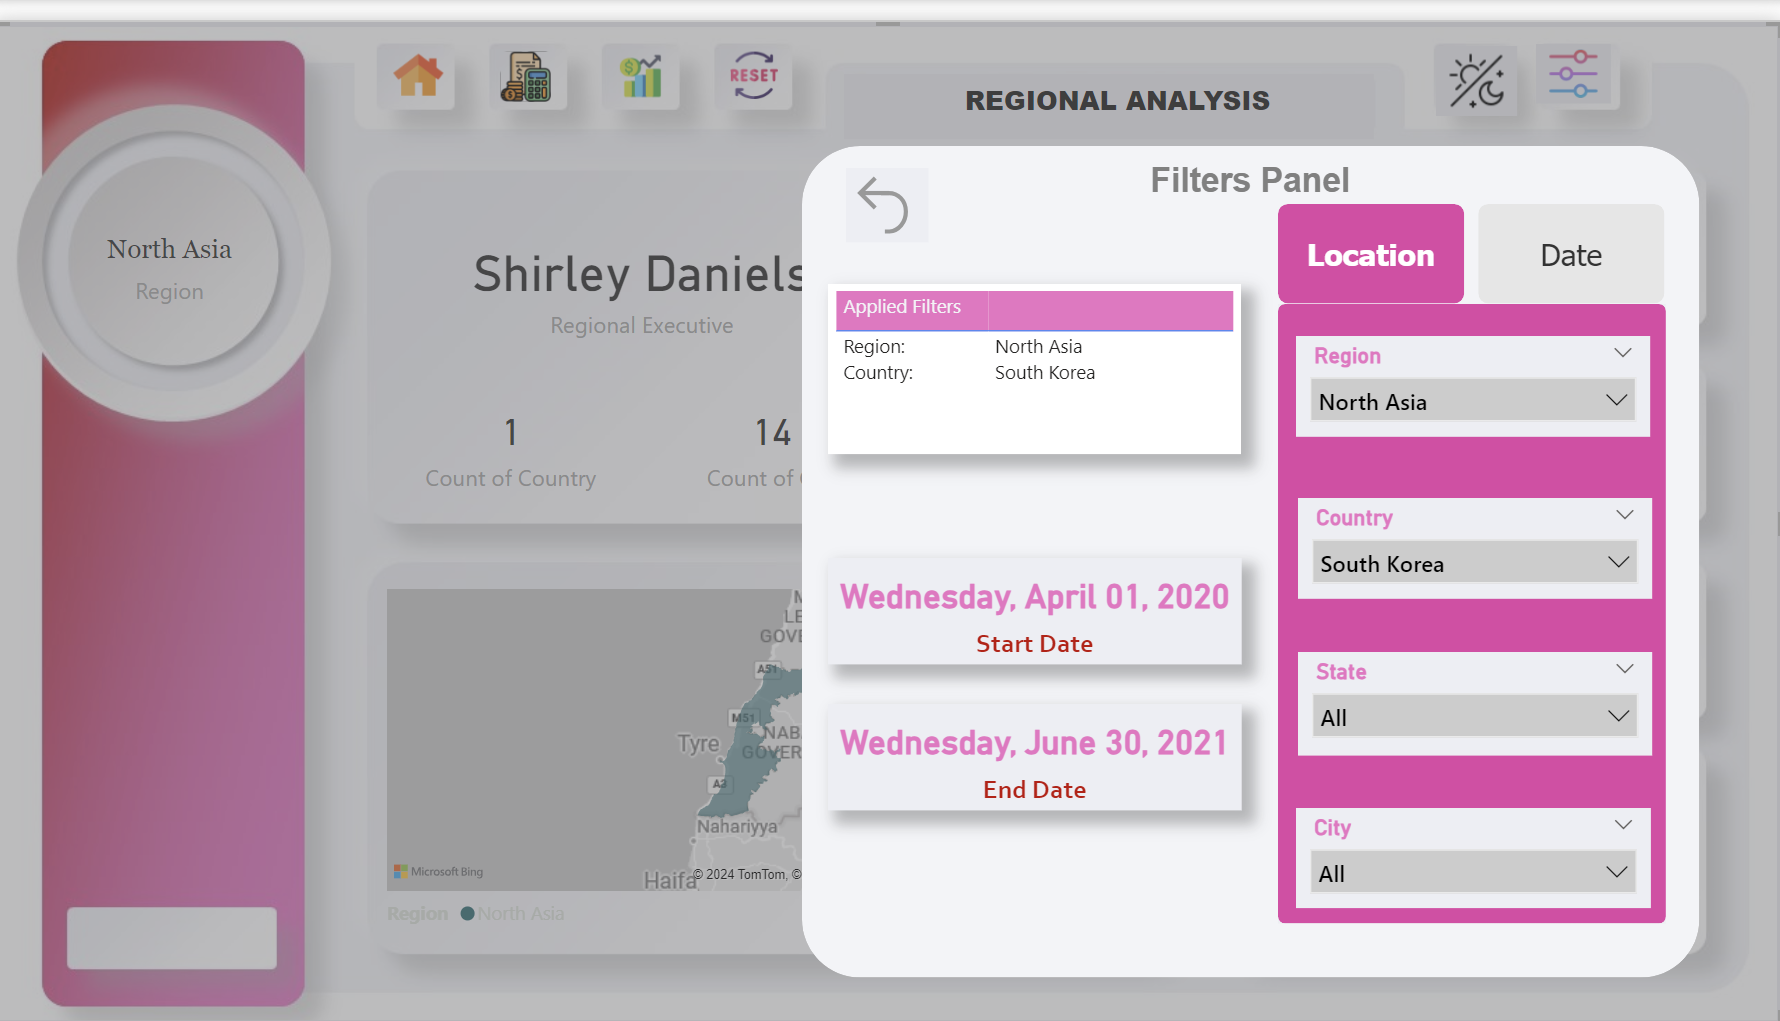 RESET
REGIONAL ANALYSIS
North Asia
Region
Shirley Daniels
Regional Executive
1
Count of Country
14
Count of
A51
M51
Tyre
A2
Nahariyya
Haifa
Microsoft Bing
© 2024 TomTom, ©
Region North Asia
Filters Panel
Location
Date
Applied Filters
Region: North Asia
Country: South Korea
Wednesday, April 01, 2020
Start Date
Wednesday, June 30, 2021
End Date
Region
North Asia
Country
South Korea
State
All
City
All